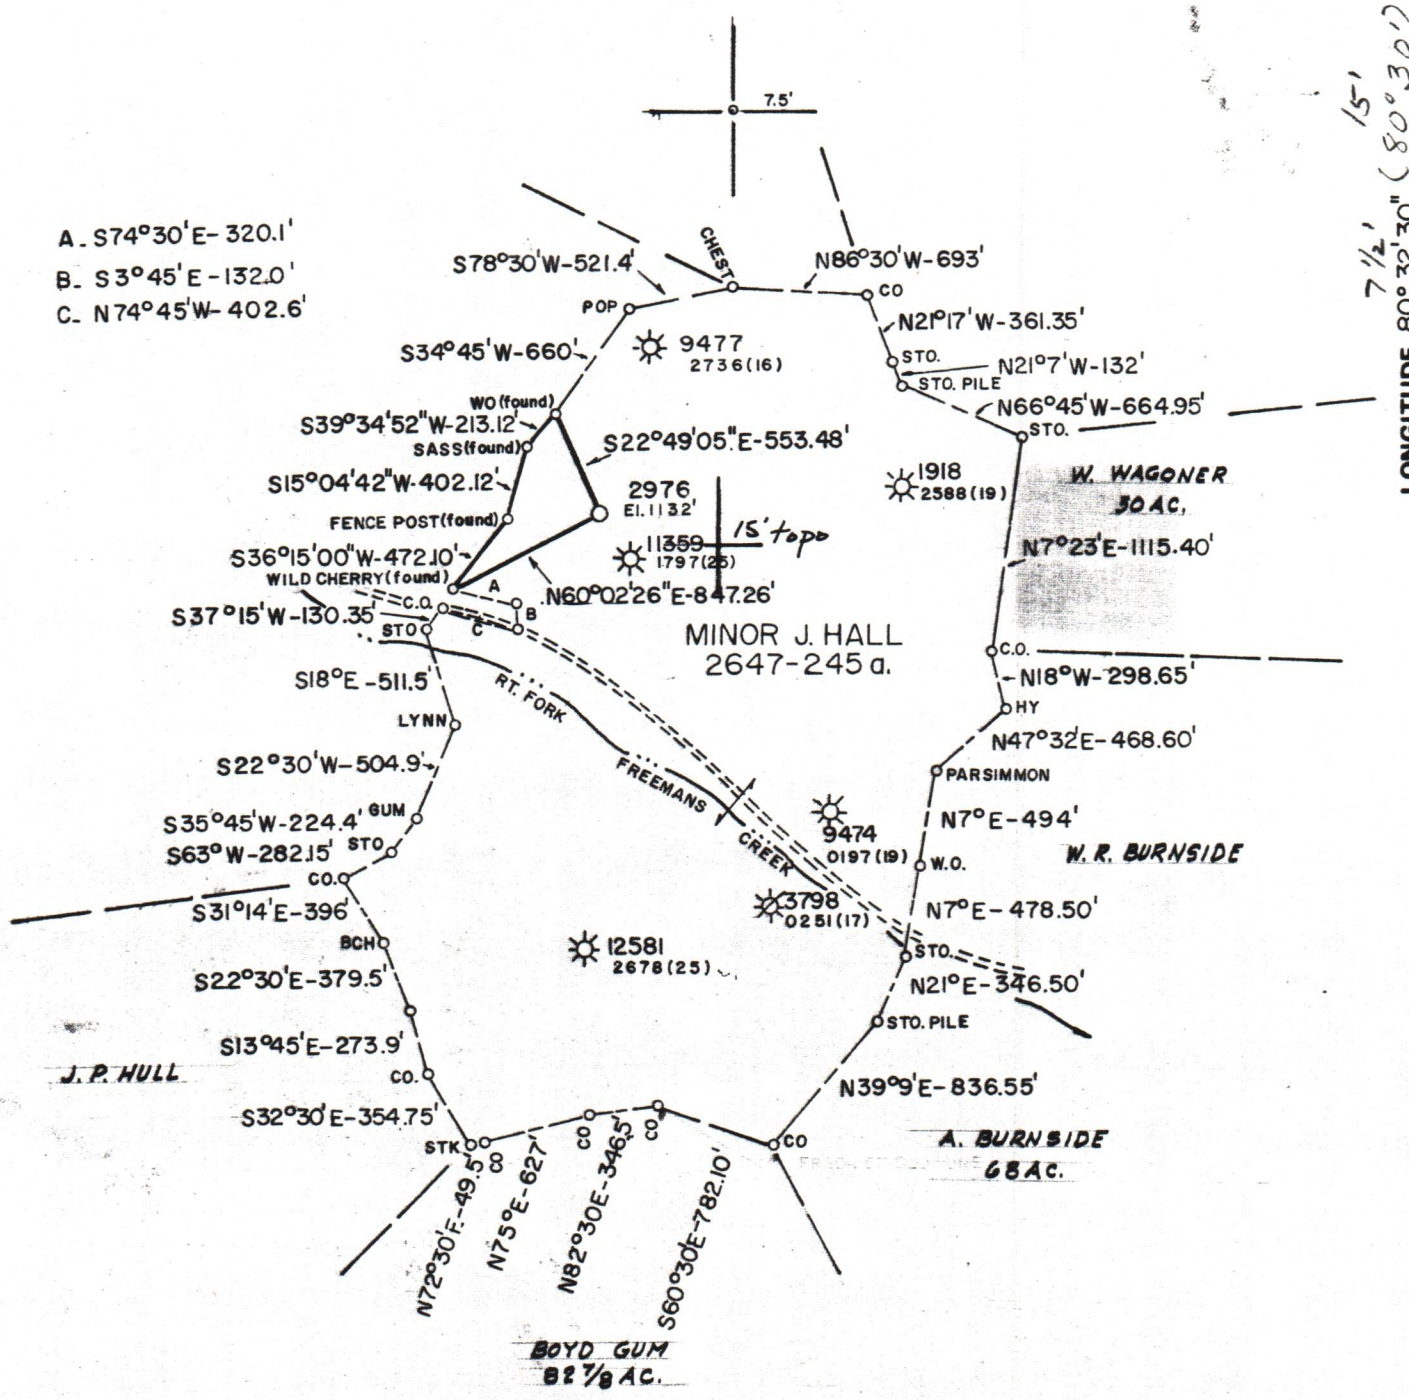 7.5'
15'
(80° 30')
7 1/2'
LONGITUDE 80° 32' 30"
A. S74°30'E-320.1'
B. S3°45'E-132.0'
C. N74°45'W-402.6'
CHEST
S78°30'W-521.4'
N86°30'W-693'
POP
CO
N21°17'W-361.35'
S34°45'W-660'
9477
2736(16)
STO.
N21°7'W-132'
STO. PILE
WO (found)
N66°45'W-664.95'
S39°34'52"W-213.12'
STO.
SASS(found)
S22°49'05"E-553.48'
1918
2588(19)
W. WAGONER
50 AC.
S15°04'42"W-402.12'
2976
El. 1132'
FENCE POST(found)
15' topo
11359
1797(25)
N7°23'E-1115.40'
S36°15'00"W-472.10'
WILD CHERRY(found)
A
N60°02'26"E-847.26'
C.O.
B
S37°15'W-130.35'
C
STO
MINOR J. HALL
2647-245 a.
C.O.
S18°E-511.5'
N18°W-298.65'
RT. FORK
HY
LYNN
N47°32'E-468.60'
S22°30'W-504.9'
FREEMANS
PARSIMMON
GUM
S35°45'W-224.4'
N7°E-494'
STO
9474
0197(19)
CREEK
S63°W-282.15'
W.O.
W. R. BURNSIDE
CO.
S31°14'E-396'
3798
0251(17)
N7°E-478.50'
BCH
12581
2678(25)
STO.
S22°30'E-379.5'
N21°E-346.50'
STO. PILE
S13°45'E-273.9'
J. P. HULL
CO.
N39°9'E-836.55'
S32°30'E-354.75'
STK
CO
CO
CO
CO
A. BURNSIDE
68 AC.
N72°30'E-49.5'
N75°E-627'
N82°30E-346.5'
S60°30'E-782.10'
BOYD GUM
82 7/8 AC.